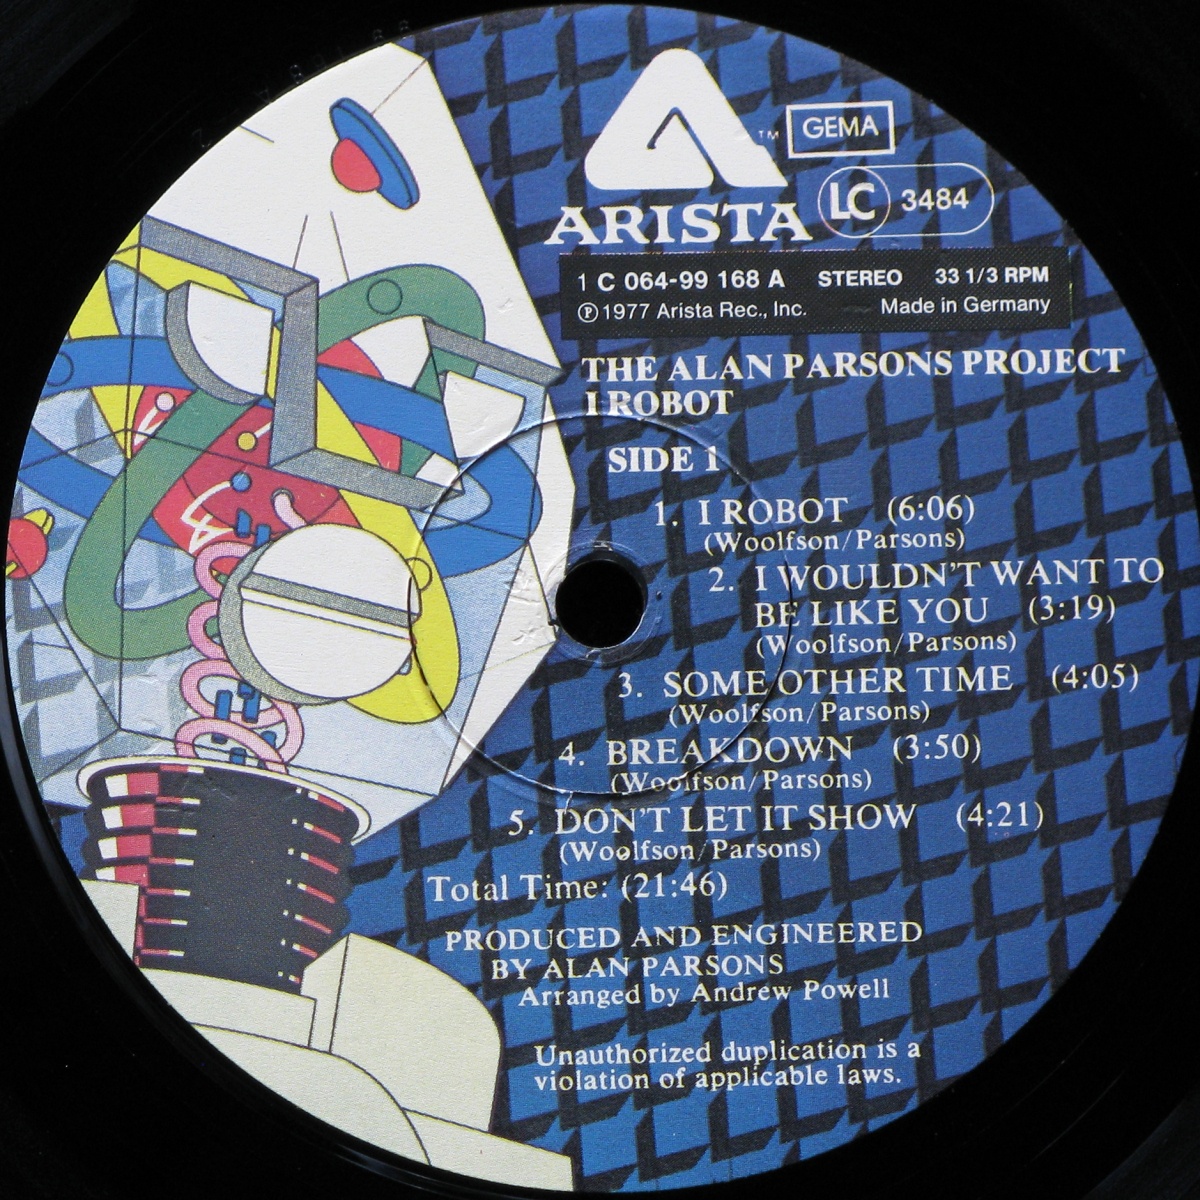 TM
GEMA
LC 3484
ARISTA
1 C 064-99 168 A STEREO 33 1/3 RPM
Ⓟ 1977 Arista Rec., Inc. Made in Germany
THE ALAN PARSONS PROJECT
I ROBOT
SIDE 1
1. I ROBOT (6:06)
(Woolfson/Parsons)
2. I WOULDN'T WANT TO
BE LIKE YOU (3:19)
(Woolfson/Parsons)
3. SOME OTHER TIME (4:05)
(Woolfson/Parsons)
4. BREAKDOWN (3:50)
(Woolfson/Parsons)
5. DON'T LET IT SHOW (4:21)
(Woolfson/Parsons)
Total Time: (21:46)
PRODUCED AND ENGINEERED
BY ALAN PARSONS
Arranged by Andrew Powell
Unauthorized duplication is a
violation of applicable laws.